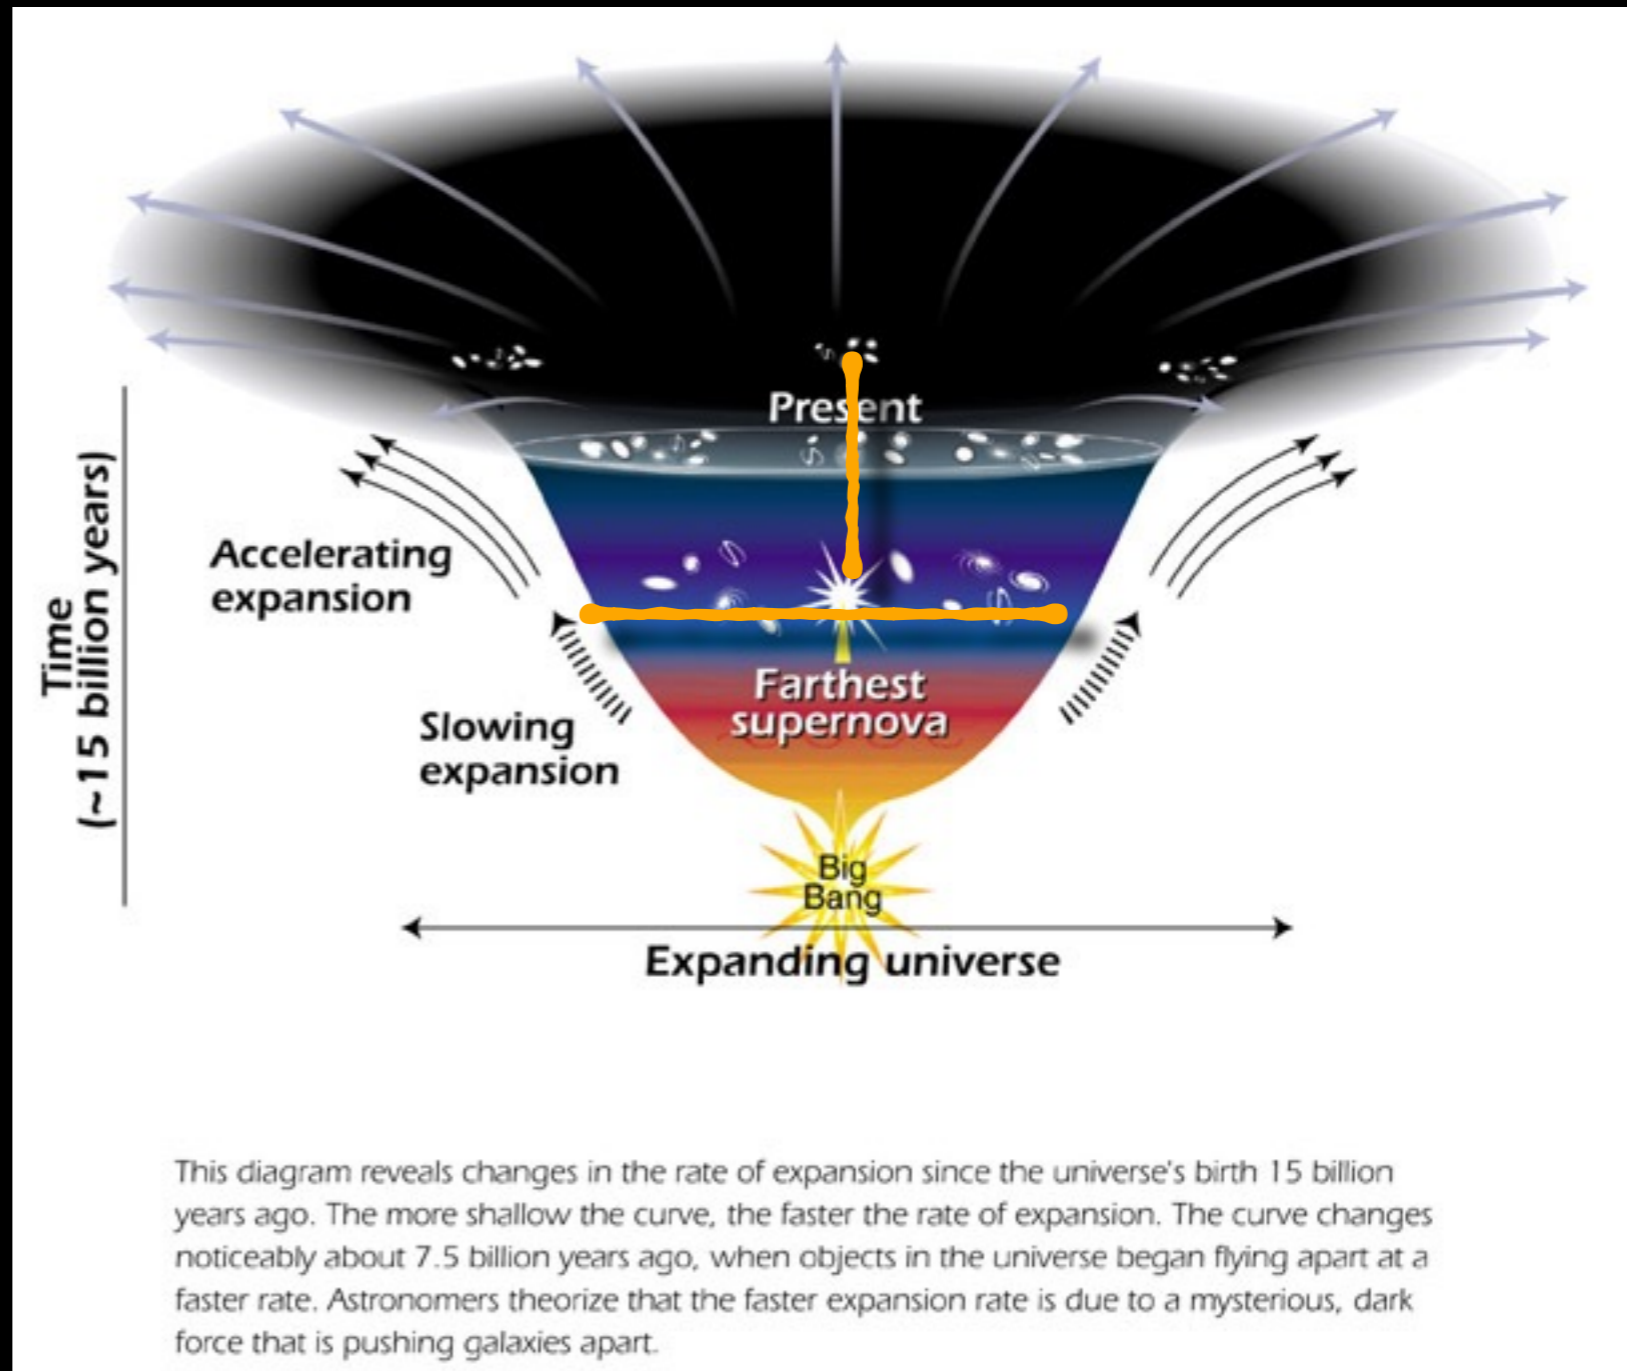 Present
Time
(~15 billion years)
Accelerating
expansion
Farthest
supernova
Slowing
expansion
Big
Bang
Expanding universe
This diagram reveals changes in the rate of expansion since the universe's birth 15 billion
years ago. The more shallow the curve, the faster the rate of expansion. The curve changes
noticeably about 7.5 billion years ago, when objects in the universe began flying apart at a
faster rate. Astronomers theorize that the faster expansion rate is due to a mysterious, dark
force that is pushing galaxies apart.